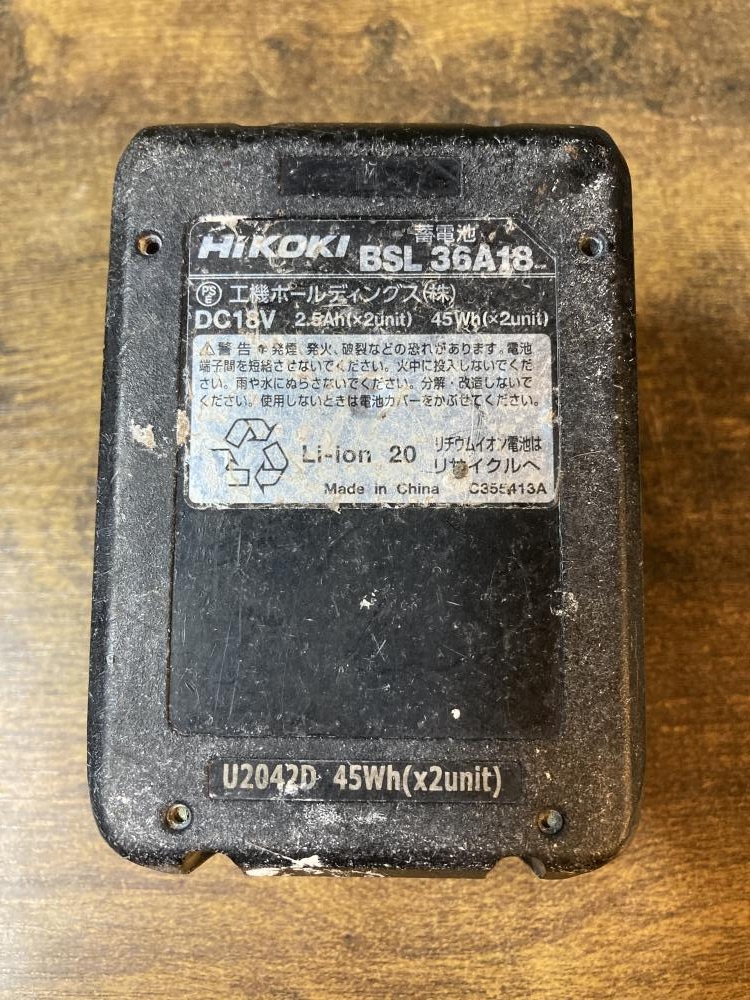 HiKOKI 蓄電池 BSL 36A18
PSE 工機ホールディングス(株)
DC18V 2.5Ah(×2unit) 45Wh(×2unit)
⚠警告 • 発煙、発火、破裂などの恐れがあります。電池
端子間を短絡させないでください。火中に投入しないでくだ
さい。雨や水にぬらさないでください。分解・改造しないで
ください。使用しないときは電池カバーをかぶせてください。
Li-ion 20 リチウムイオン電池は
リサイクルへ
Made in China C355413A
U2042D 45Wh(x2unit)